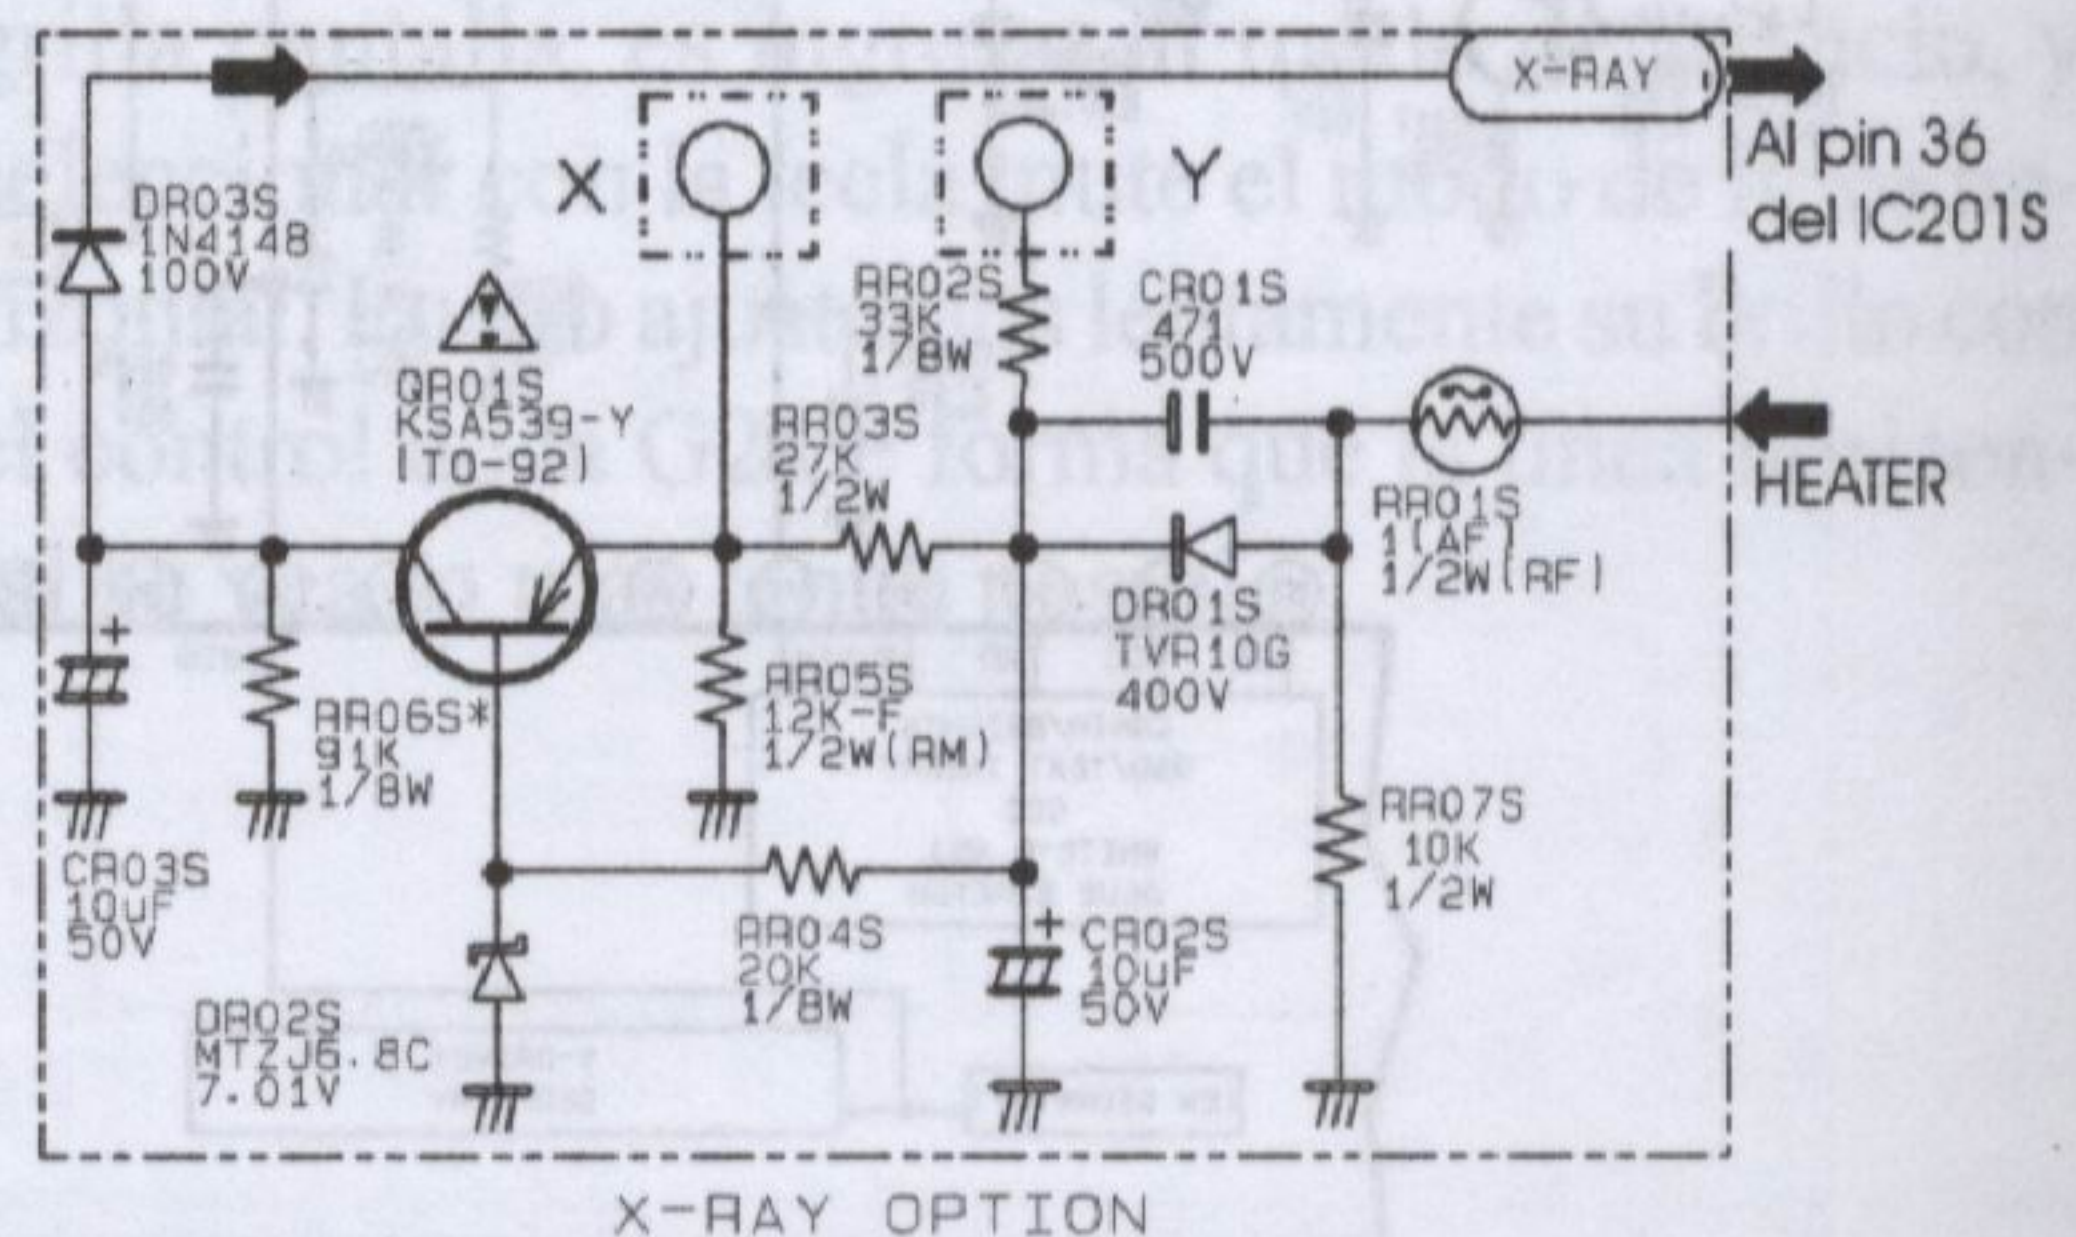 X-RAY
Al pin 36
del IC201S
DR03S
1N4148
100V
X
Y
RR02S
33K
1/8W
CR01S
471
500V
QR01S
KSA539-Y
(TO-92)
RR03S
27K
1/2W
HEATER
RR01S
1(AF)
1/2W(RF)
DR01S
TVR10G
400V
+
RR06S*
91K
1/8W
RR05S
12K-F
1/2W(RM)
RR07S
10K
1/2W
CR03S
10uF
50V
RR04S
20K
1/8W
+
CR02S
10uF
50V
DR02S
MTZJ6.8C
7.01V
X-RAY OPTION